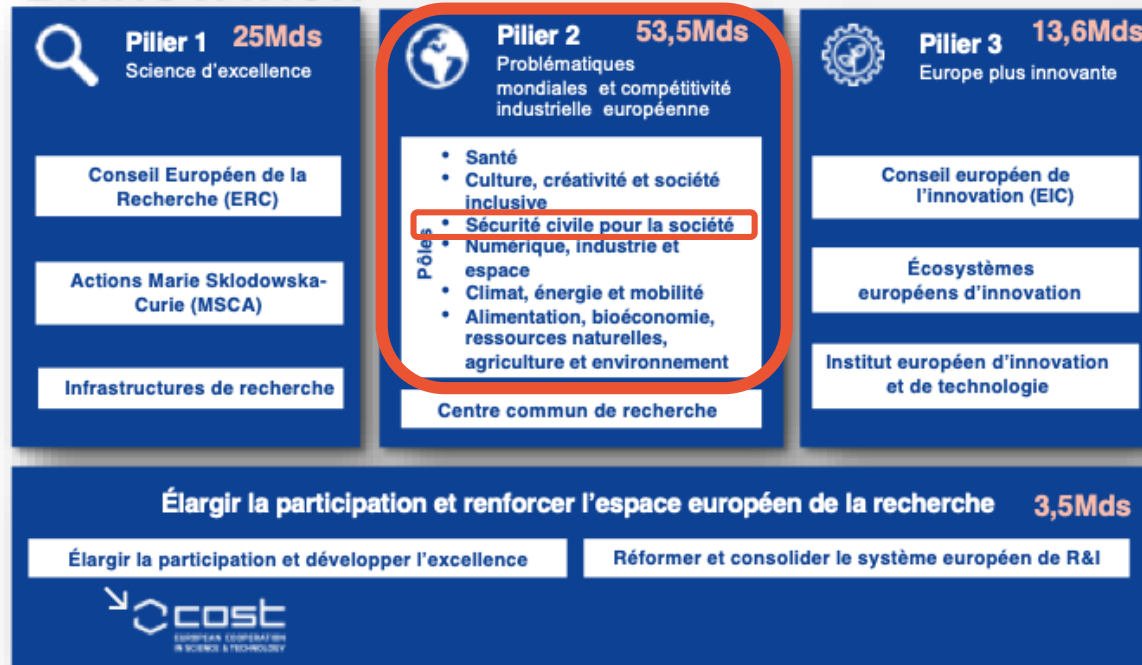 Pilier 1 25Mds
Science d'excellence
Conseil Européen de la
Recherche (ERC)
Actions Marie Sklodowska-
Curie (MSCA)
Infrastructures de recherche
Pilier 2 53,5Mds
Problématiques
mondiales et compétitivité
industrielle européenne
Pôles
• Santé
• Culture, créativité et société
inclusive
• Sécurité civile pour la société
• Numérique, industrie et
espace
• Climat, énergie et mobilité
• Alimentation, bioéconomie,
ressources naturelles,
agriculture et environnement
Centre commun de recherche
Pilier 3 13,6Mds
Europe plus innovante
Conseil européen de
l'innovation (EIC)
Écosystèmes
européens d'innovation
Institut européen d'innovation
et de technologie
Élargir la participation et renforcer l'espace européen de la recherche 3,5Mds
Élargir la participation et développer l'excellence
Réformer et consolider le système européen de R&I
cost
EUROPEAN COOPERATION
IN SCIENCE & TECHNOLOGY